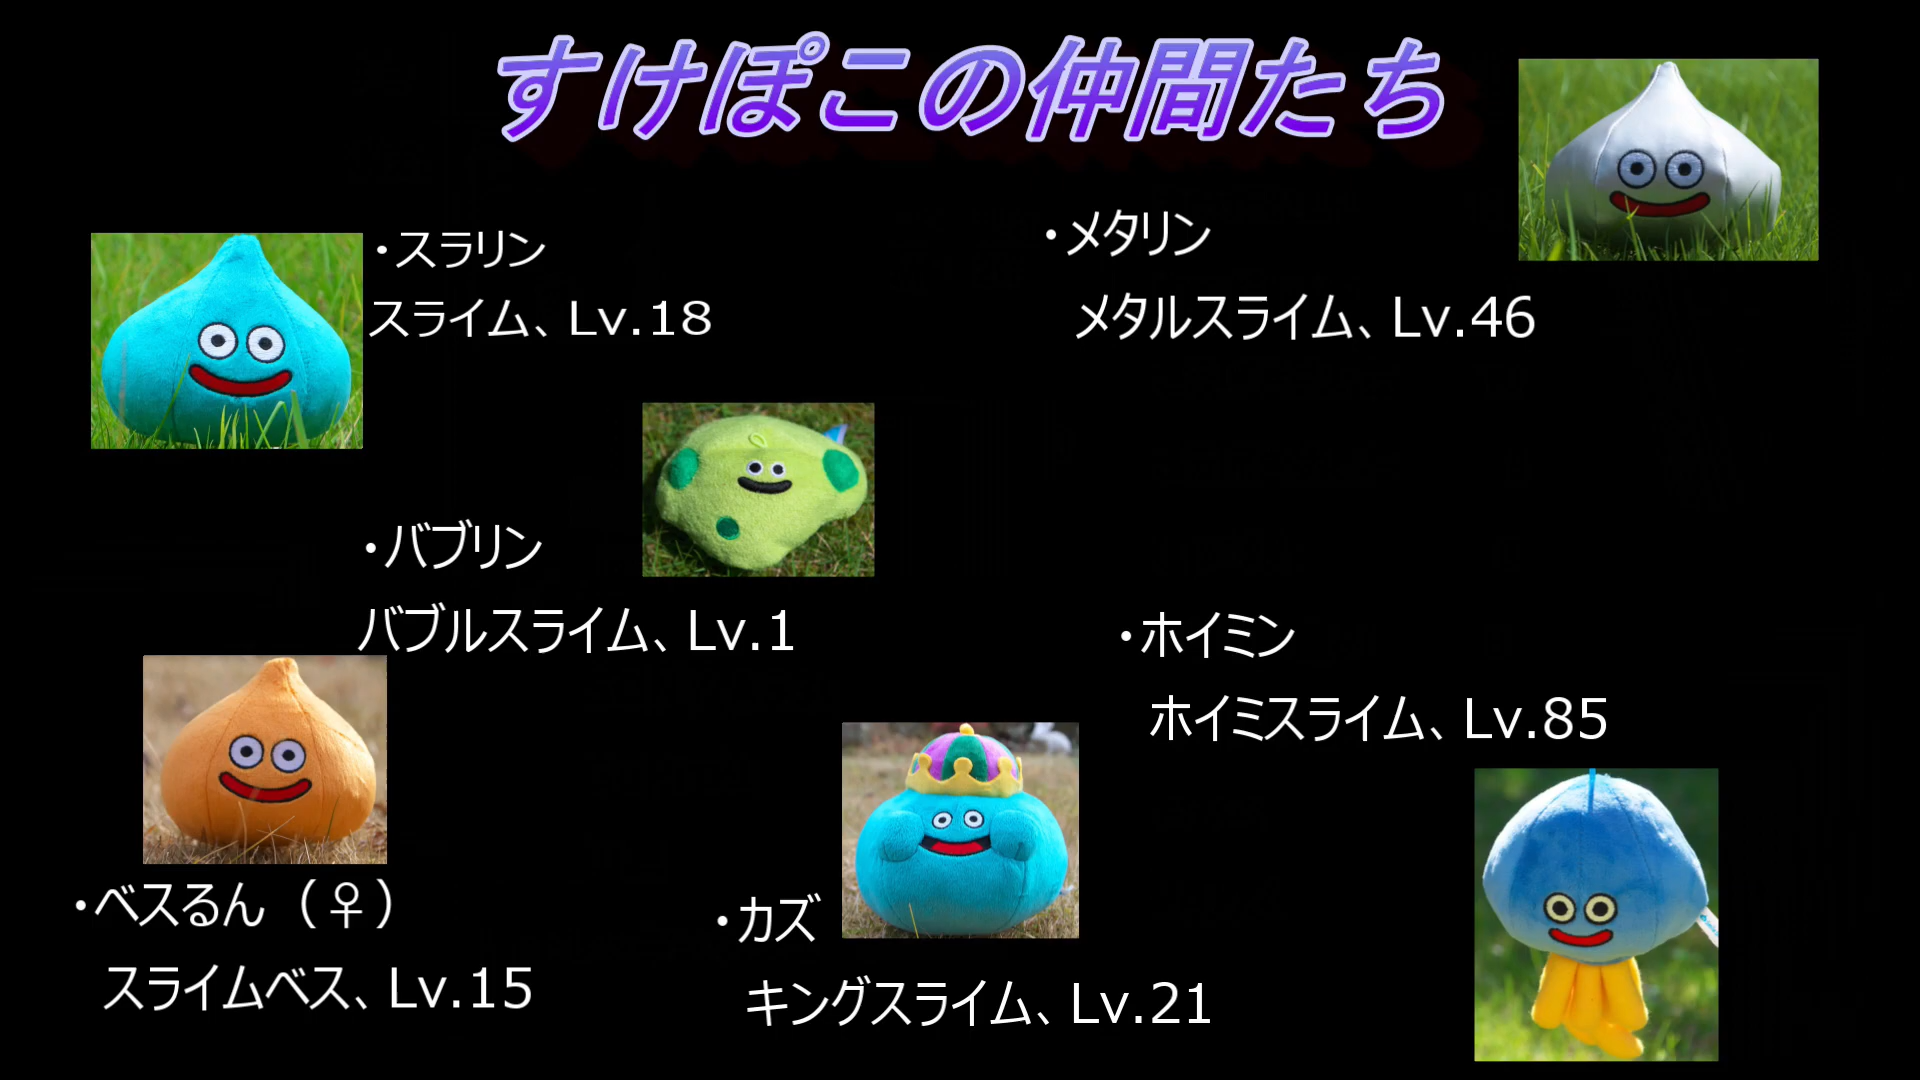 すけぽこの仲間たち
・スラリン
スライム、Lv.18
・メタリン
メタルスライム、Lv.46
・バブリン
バブルスライム、Lv.1
・ホイミン
ホイミスライム、Lv.85
・ベスるん（♀）
スライムベス、Lv.15
・カズ
キングスライム、Lv.21